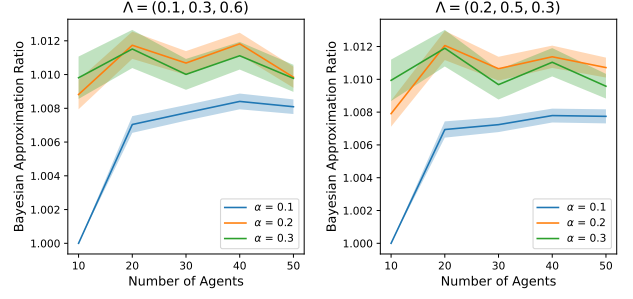 Λ = (0.1, 0.3, 0.6)
Bayesian Approximation Ratio
1.012
1.010
1.008
1.006
1.004
1.002
1.000
α = 0.1
α = 0.2
α = 0.3
10 20 30 40 50
Number of Agents
Λ = (0.2, 0.5, 0.3)
Bayesian Approximation Ratio
1.012
1.010
1.008
1.006
1.004
1.002
1.000
α = 0.1
α = 0.2
α = 0.3
10 20 30 40 50
Number of Agents